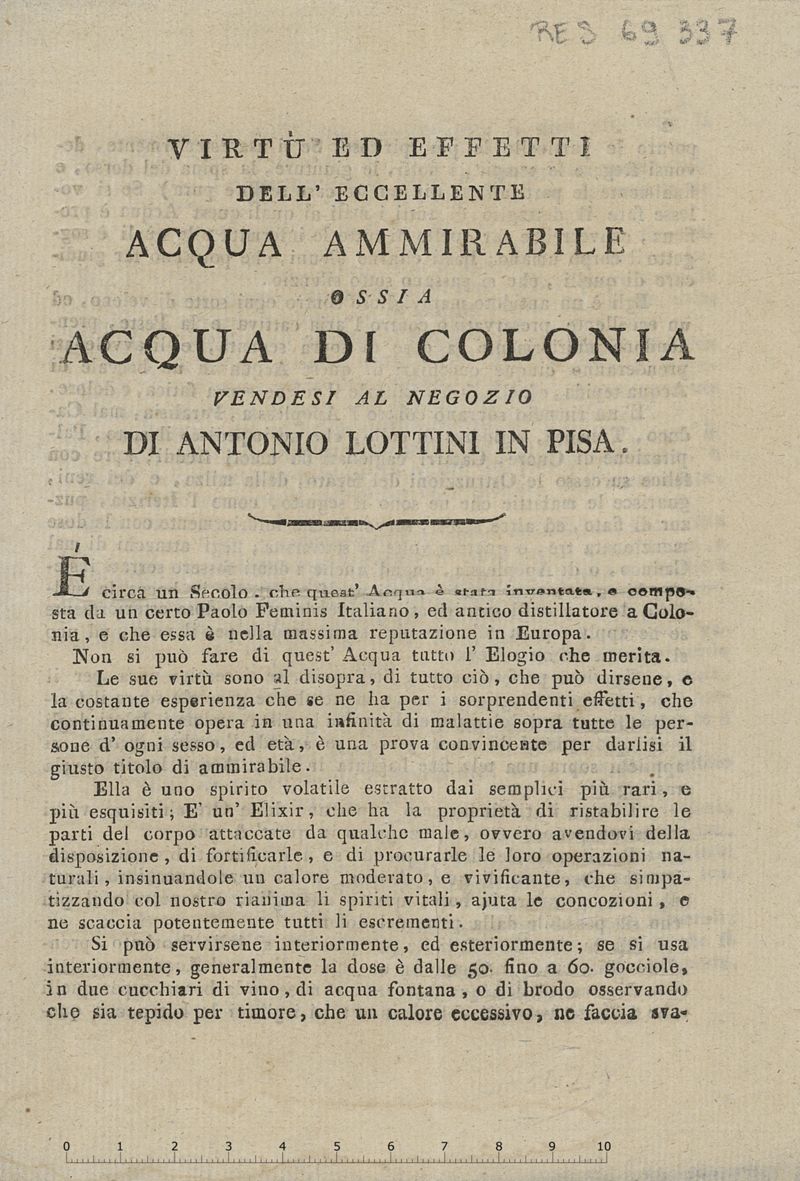 RES 69 337
VIRTÙ ED EFFETTI
DELL' ECCELLENTE
ACQUA AMMIRABILE
OSSIA
ACQUA DI COLONIA
VENDESI AL NEGOZIO
DI ANTONIO LOTTINI IN PISA.
É circa un Secolo. che quest' Acqua è stata inventata, e compo-
sta da un certo Paolo Feminis Italiano, ed antico distillatore a Colo-
nia, e che essa è nella massima reputazione in Europa.
Non si può fare di quest' Acqua tutto l' Elogio che merita.
Le sue virtù sono al disopra, di tutto ciò, che può dirsene, e
la costante esperienza che se ne ha per i sorprendenti effetti, che
continuamente opera in una infinità di malattie sopra tutte le per-
sone d' ogni sesso, ed età, è una prova convincente per darlisi il
giusto titolo di ammirabile.
Ella è uno spirito volatile estratto dai semplici più rari, e
più esquisiti; E' un' Elixir, che ha la proprietà di ristabilire le
parti del corpo attaccate da qualche male, ovvero avendovi della
disposizione, di fortificarle, e di procurarle le loro operazioni na-
turali, insinuandole un calore moderato, e vivificante, che simpa-
tizzando col nostro rianima li spiriti vitali, ajuta le concozioni, e
ne scaccia potentemente tutti li escrementi.
Si può servirsene interiormente, ed esteriormente; se si usa
interiormente, generalmente la dose è dalle 50. fino a 60. gocciole,
in due cucchiari di vino, di acqua fontana, o di brodo osservando
che sia tepido per timore, che un calore eccessivo, ne faccia sva-
0 1 2 3 4 5 6 7 8 9 10